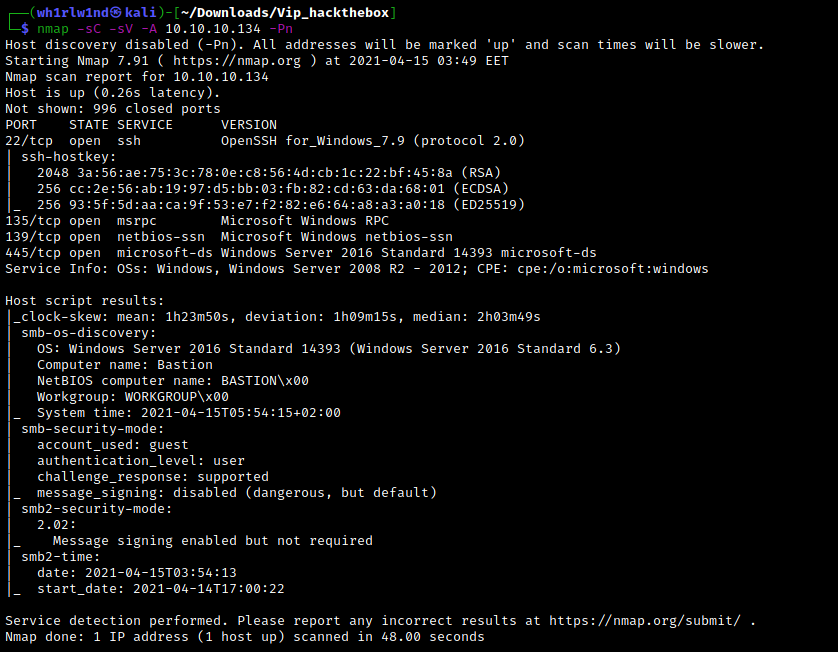 ┌──(wh1rlw1nd㉿kali)-[~/Downloads/Vip_hackthebox]
└─$ nmap -sC -sV -A 10.10.10.134 -Pn
Host discovery disabled (-Pn). All addresses will be marked 'up' and scan times will be slower.
Starting Nmap 7.91 ( https://nmap.org ) at 2021-04-15 03:49 EET
Nmap scan report for 10.10.10.134
Host is up (0.26s latency).
Not shown: 996 closed ports
PORT    STATE SERVICE      VERSION
22/tcp  open  ssh          OpenSSH for_Windows_7.9 (protocol 2.0)
| ssh-hostkey:
|   2048 3a:56:ae:75:3c:78:0e:c8:56:4d:cb:1c:22:bf:45:8a (RSA)
|   256 cc:2e:56:ab:19:97:d5:bb:03:fb:82:cd:63:da:68:01 (ECDSA)
|_  256 93:5f:5d:aa:ca:9f:53:e7:f2:82:e6:64:a8:a3:a0:18 (ED25519)
135/tcp open  msrpc        Microsoft Windows RPC
139/tcp open  netbios-ssn  Microsoft Windows netbios-ssn
445/tcp open  microsoft-ds Windows Server 2016 Standard 14393 microsoft-ds
Service Info: OSs: Windows, Windows Server 2008 R2 - 2012; CPE: cpe:/o:microsoft:windows
Host script results:
|_clock-skew: mean: 1h23m50s, deviation: 1h09m15s, median: 2h03m49s
| smb-os-discovery:
|   OS: Windows Server 2016 Standard 14393 (Windows Server 2016 Standard 6.3)
|   Computer name: Bastion
|   NetBIOS computer name: BASTION\x00
|   Workgroup: WORKGROUP\x00
|_  System time: 2021-04-15T05:54:15+02:00
| smb-security-mode:
|   account_used: guest
|   authentication_level: user
|   challenge_response: supported
|_  message_signing: disabled (dangerous, but default)
| smb2-security-mode:
|   2.02:
|_    Message signing enabled but not required
| smb2-time:
|   date: 2021-04-15T03:54:13
|_  start_date: 2021-04-14T17:00:22
Service detection performed. Please report any incorrect results at https://nmap.org/submit/ .
Nmap done: 1 IP address (1 host up) scanned in 48.00 seconds